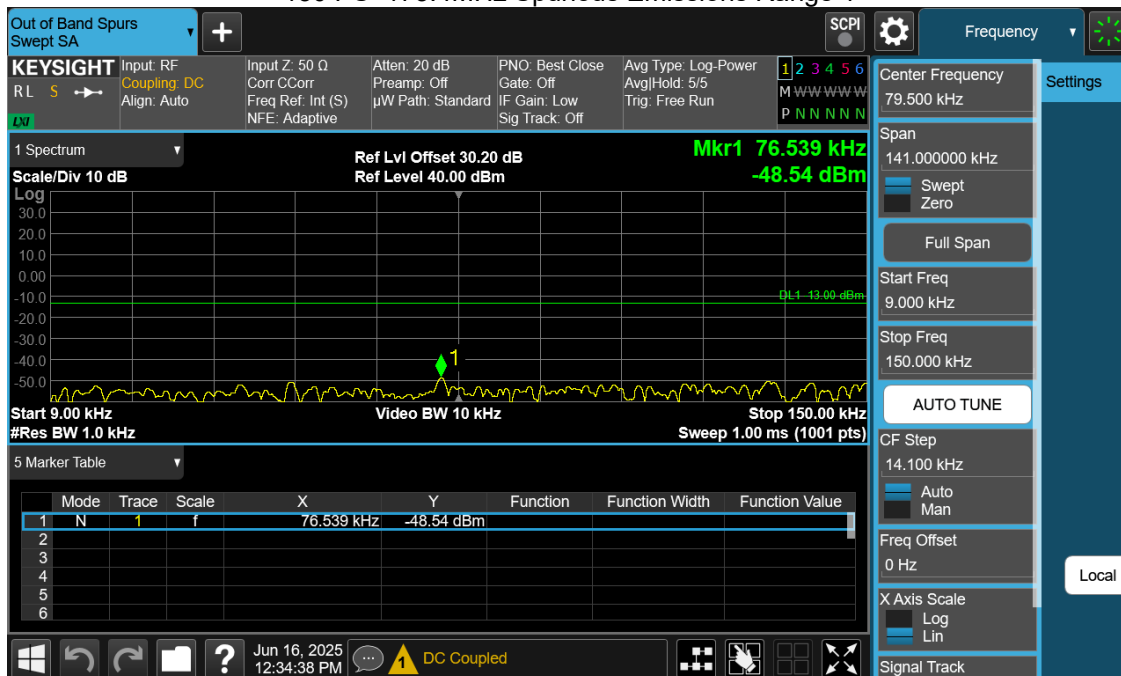 Out of Band Spurs
Swept SA
SCPI
Frequency
KEYSIGHT
RL S
LXI
Input: RF
Coupling: DC
Align: Auto
Input Z: 50 Ω
Corr CCorr
Freq Ref: Int (S)
NFE: Adaptive
Atten: 20 dB
Preamp: Off
µW Path: Standard
PNO: Best Close
Gate: Off
IF Gain: Low
Sig Track: Off
Avg Type: Log-Power
Avg|Hold: 5/5
Trig: Free Run
1 2 3 4 5 6
M W W W W W
P N N N N N
1 Spectrum
Scale/Div 10 dB
Ref Lvl Offset 30.20 dB
Ref Level 40.00 dBm
Mkr1 76.539 kHz
-48.54 dBm
Log
30.0
20.0
10.0
0.00
-10.0
-20.0
-30.0
-40.0
-50.0
DL1 -13.00 dBm
1
Start 9.00 kHz
#Res BW 1.0 kHz
Video BW 10 kHz
Stop 150.00 kHz
Sweep 1.00 ms (1001 pts)
5 Marker Table
Mode Trace Scale X Y Function Function Width Function Value
1 N 1 f 76.539 kHz -48.54 dBm
2
3
4
5
6
Jun 16, 2025
12:34:38 PM
1 DC Coupled
Center Frequency
79.500 kHz
Span
141.000000 kHz
Swept
Zero
Full Span
Start Freq
9.000 kHz
Stop Freq
150.000 kHz
AUTO TUNE
CF Step
14.100 kHz
Auto
Man
Freq Offset
0 Hz
X Axis Scale
Log
Lin
Signal Track
Settings
Local